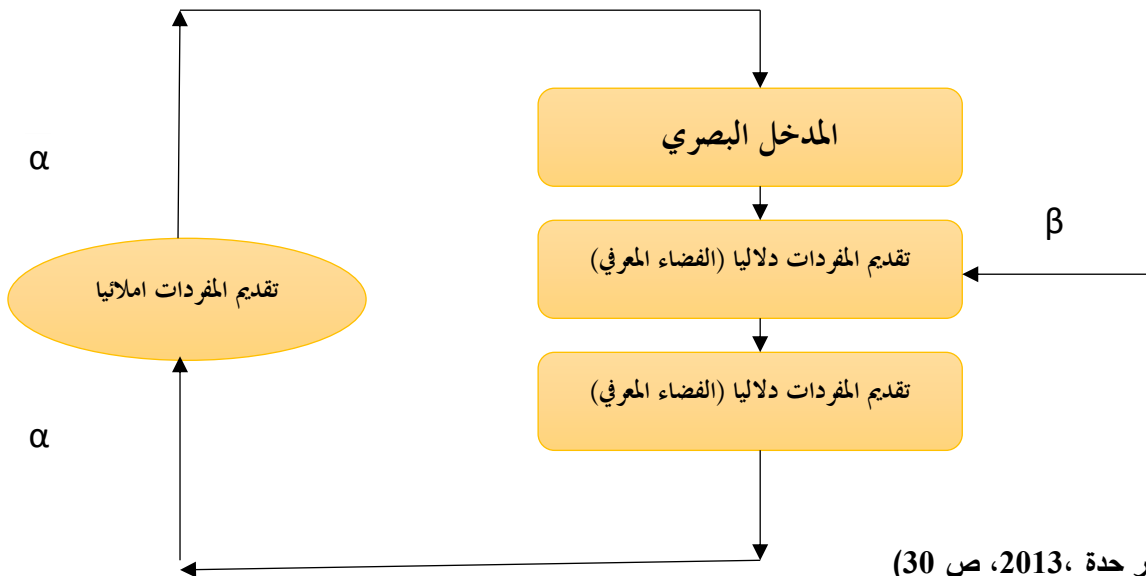 المدخل البصري
α
β
تقديم المفردات دلاليا (الفضاء المعرفي)
تقديم المفردات املائيا
تقديم المفردات دلاليا (الفضاء المعرفي)
α
حدة ،2013، ص 30)